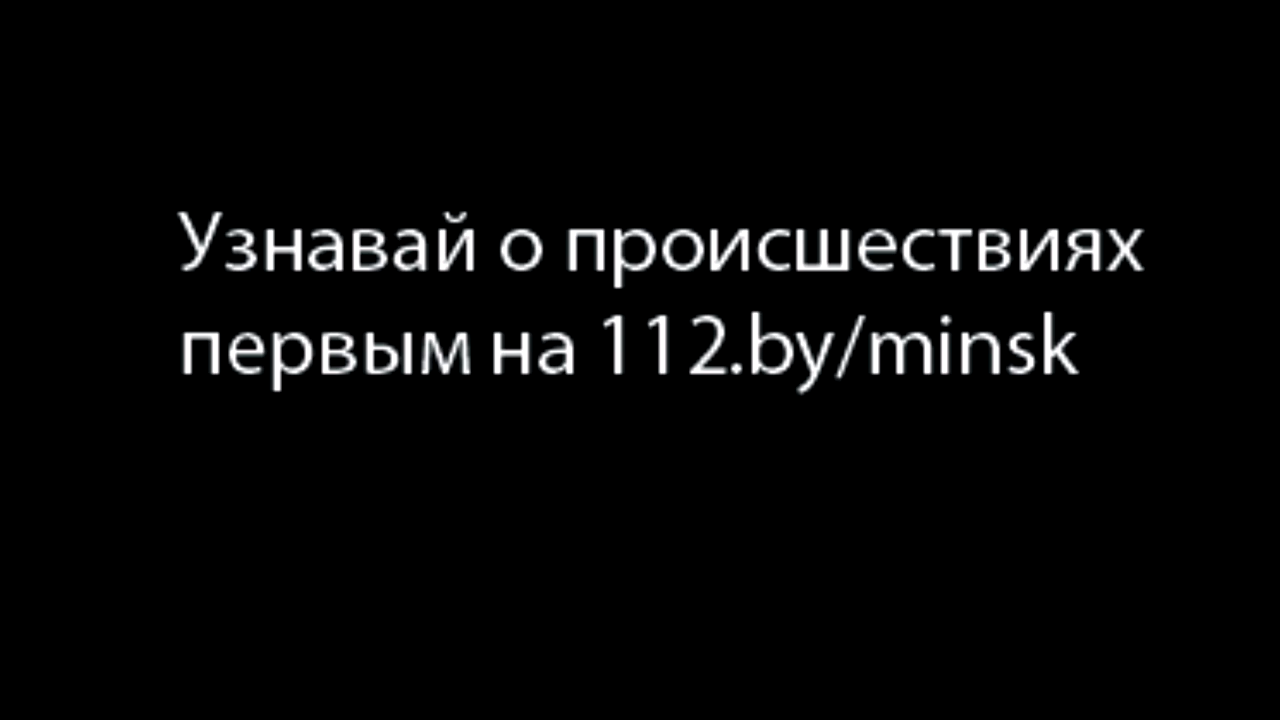 Узнавай о происшествиях
первым на 112.by/minsk